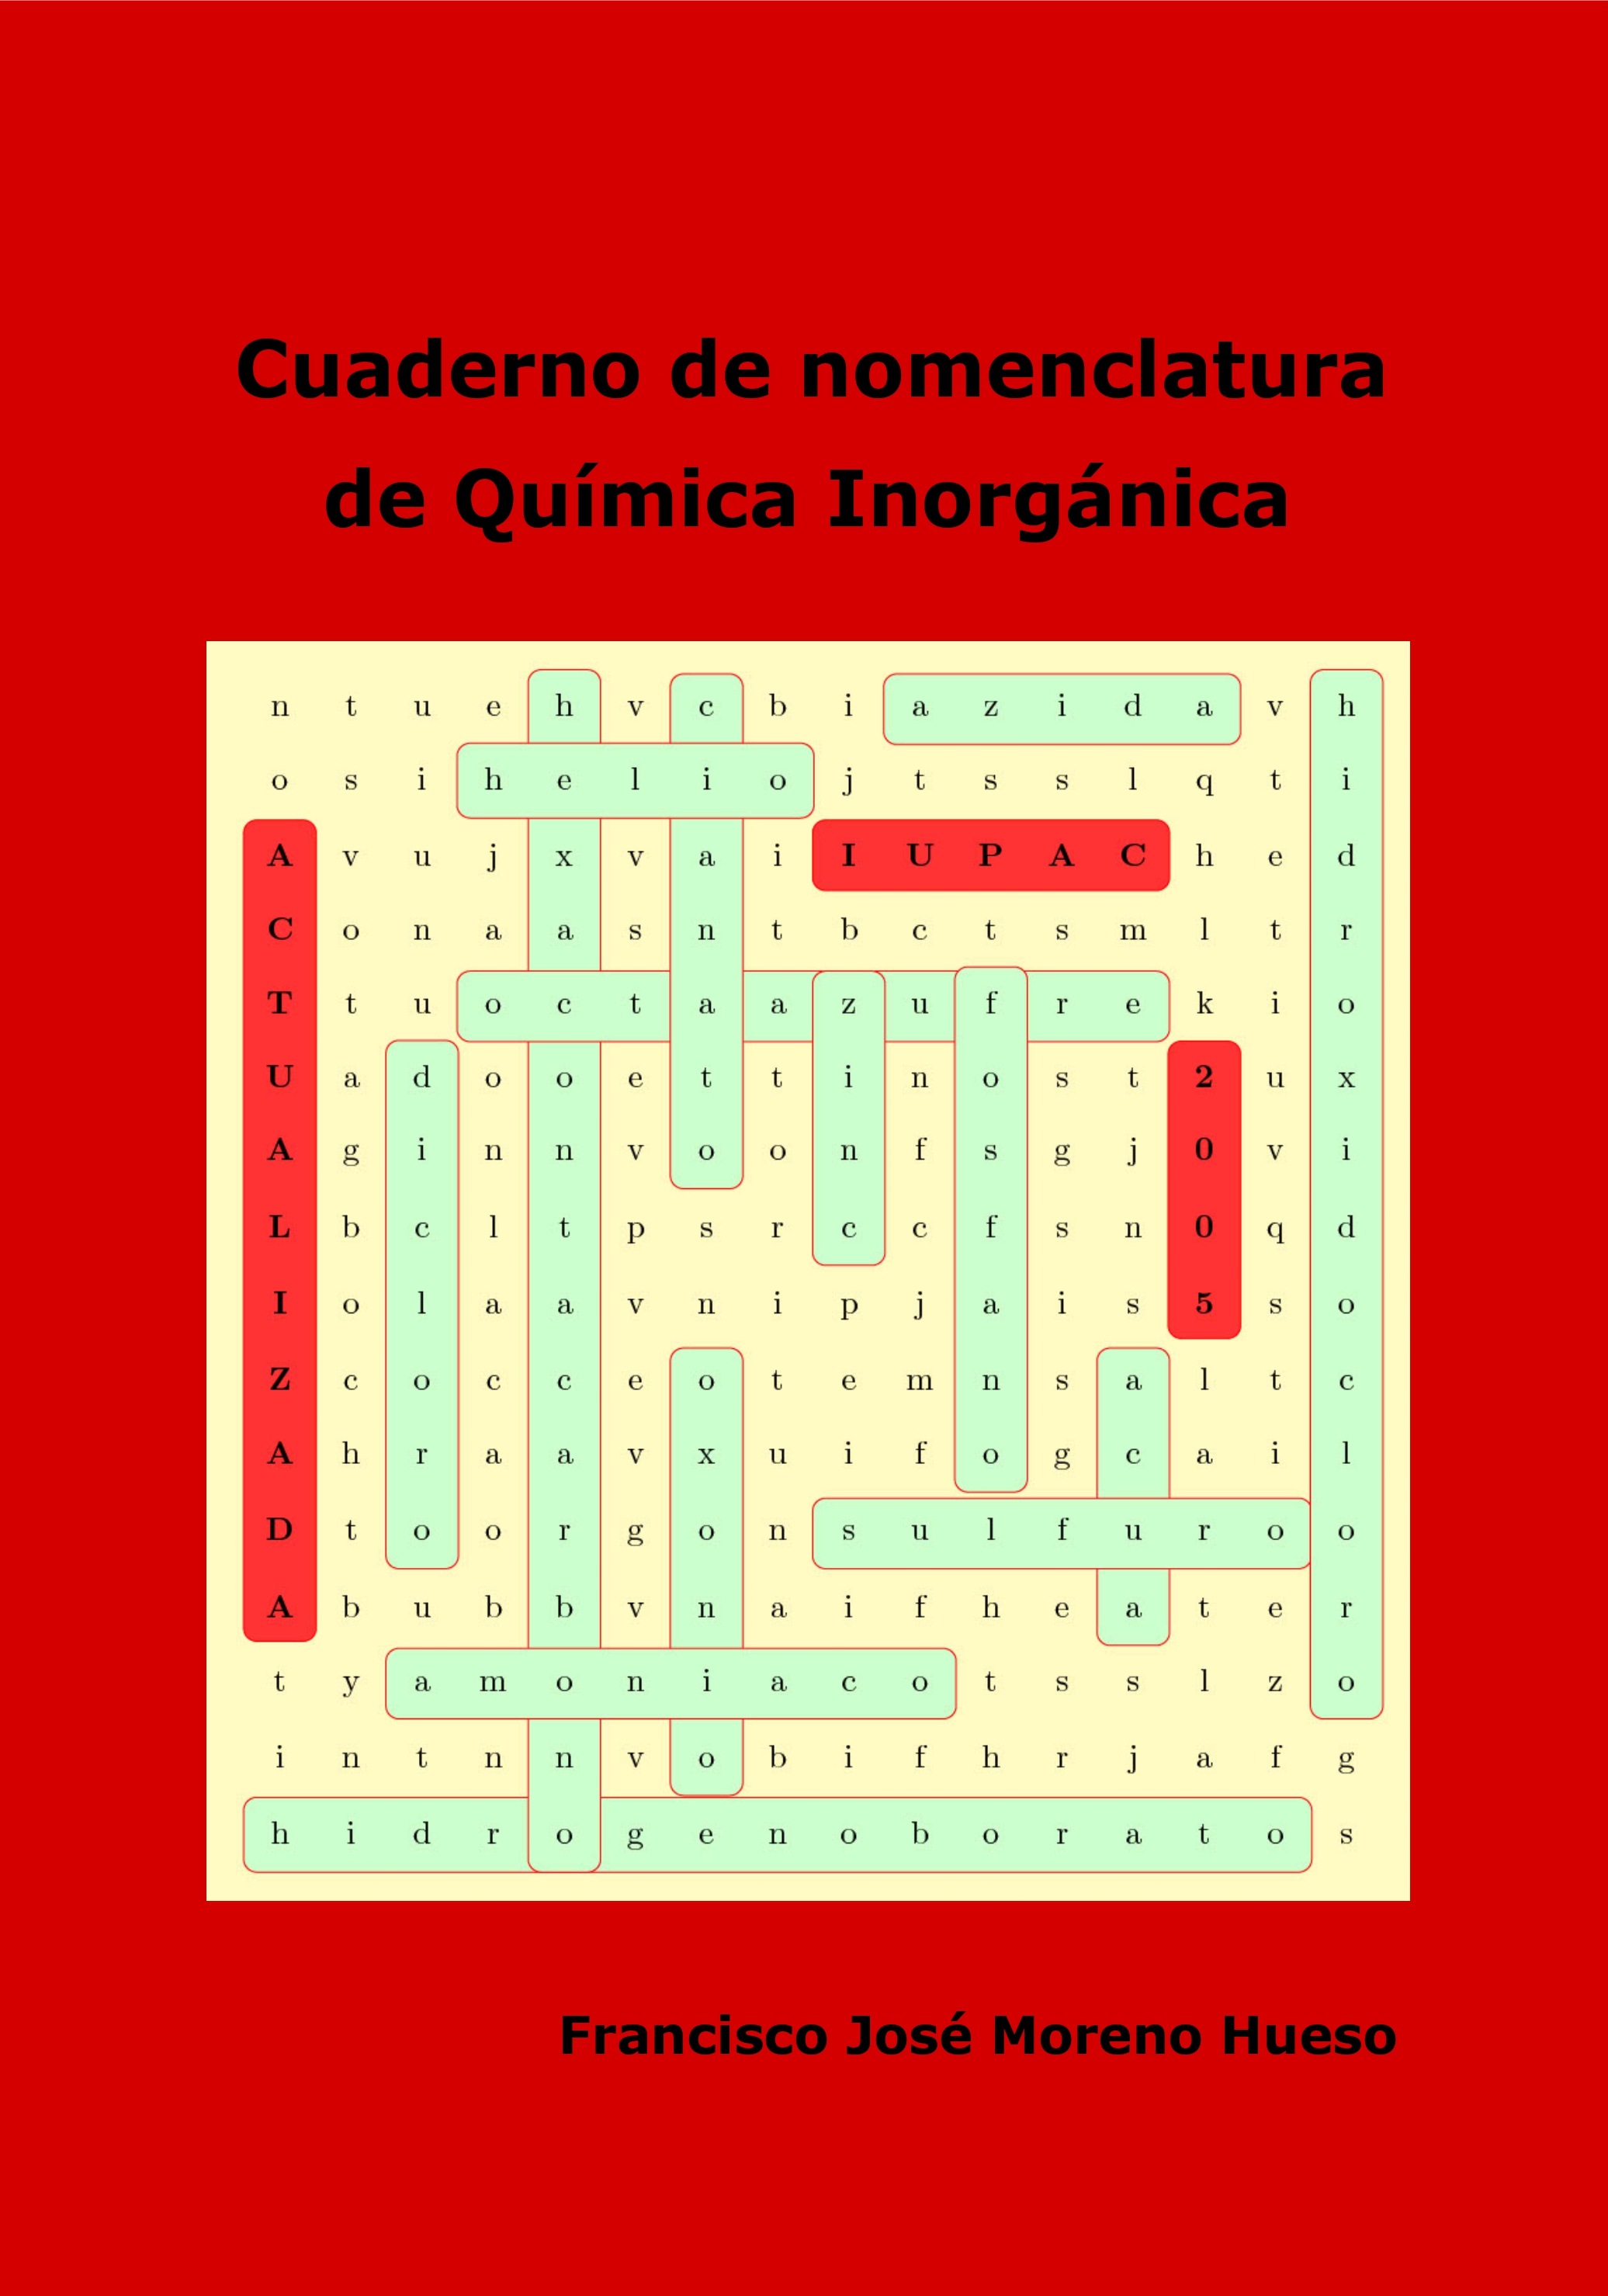 Cuaderno de nomenclatura
de Química Inorgánica
n t u e h v c b i a z i d a v h
o s i h e l i o j t s s l q t i
A v u j x v a i I U P A C h e d
C o n a a s n t b c t s m l t r
T t u o c t a a z u f r e k i o
U a d o o e t t i n o s t 2 u x
A g i n n v o o n f s g j 0 v i
L b c l t p s r c c f s n 0 q d
I o l a a v n i p j a i s 5 s o
Z c o c c e o t e m n s a l t c
A h r a a v x u i f o g c a i l
D t o o r g o n s u l f u r o o
A b u b b v n a i f h e a t e r
t y a m o n i a c o t s s l z o
i n t n n v o b i f h r j a f g
h i d r o g e n o b o r a t o s
Francisco José Moreno Hueso